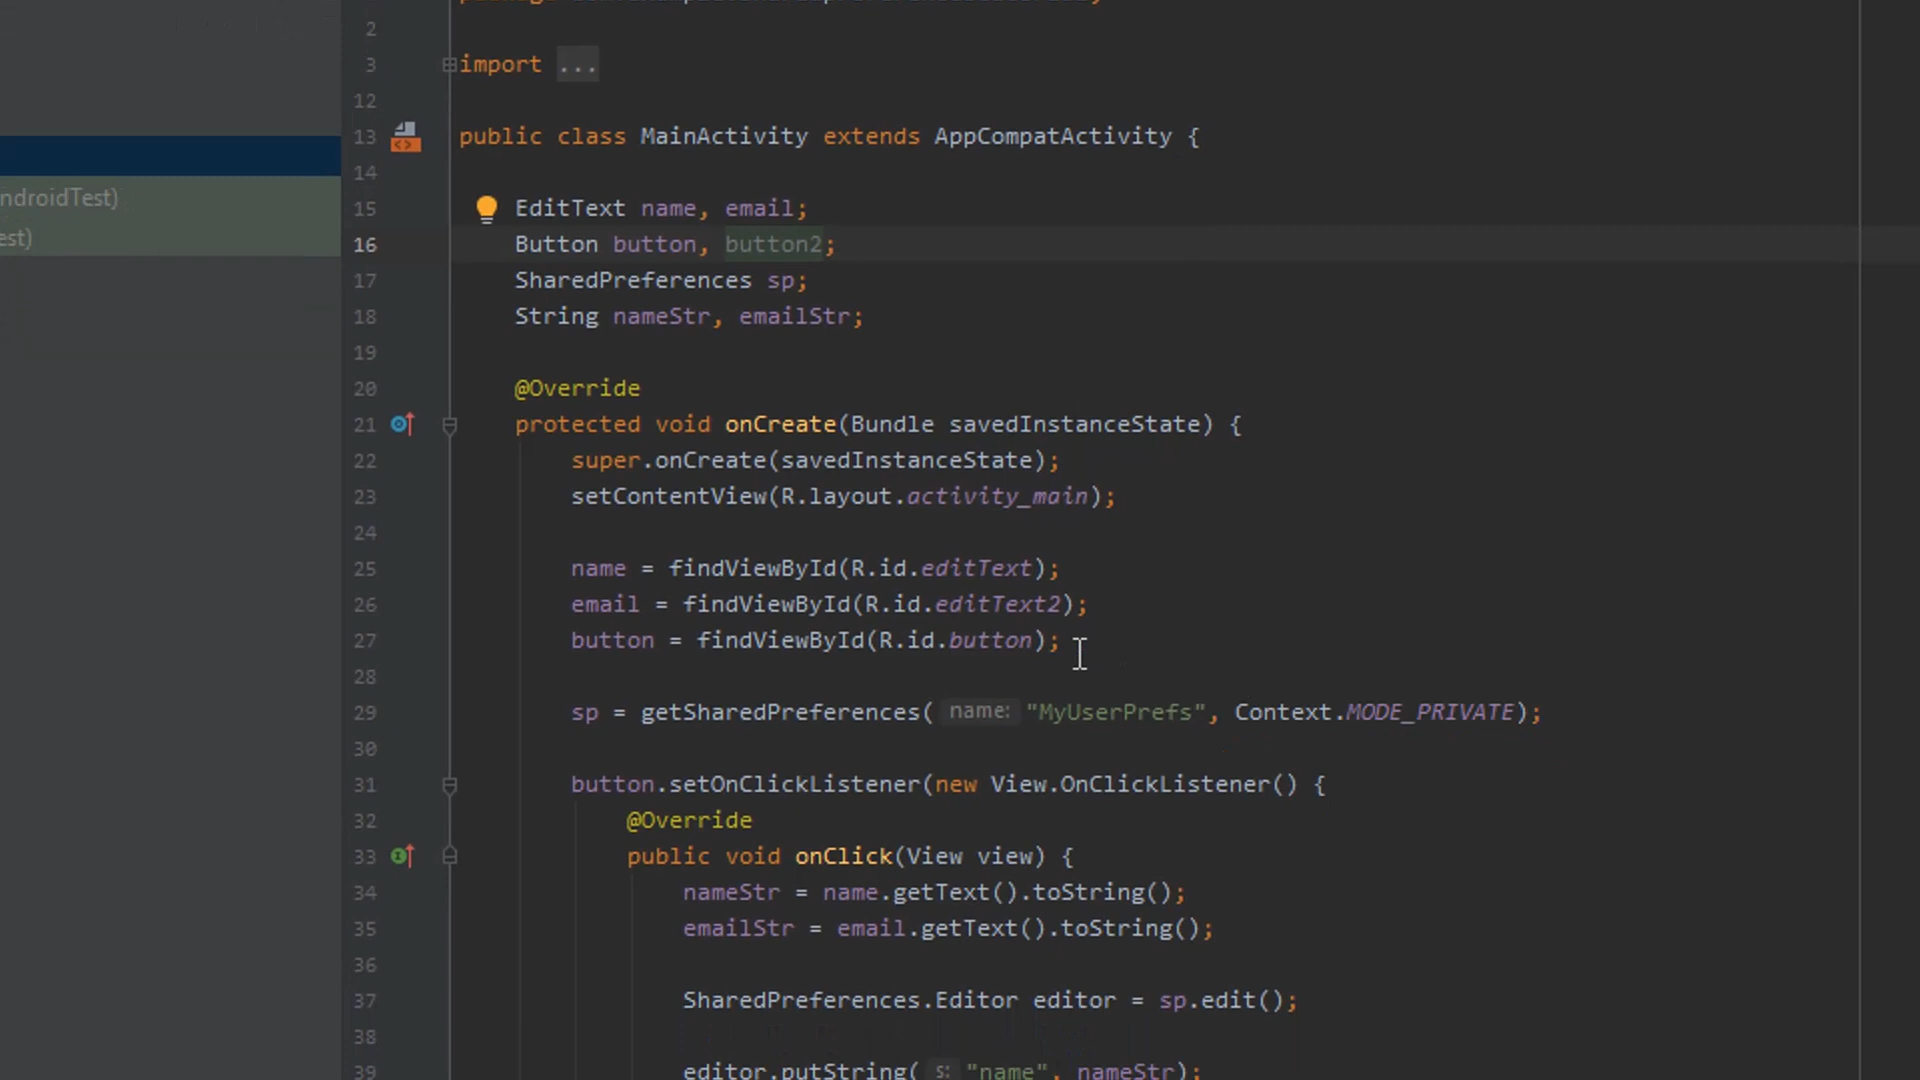 2
3 import ...
12
13 public class MainActivity extends AppCompatActivity {
14
ndroidTest)
15 EditText name, email;
est)
16 Button button, button2;
17 SharedPreferences sp;
18 String nameStr, emailStr;
19
20 @Override
21 protected void onCreate(Bundle savedInstanceState) {
22 super.onCreate(savedInstanceState);
23 setContentView(R.layout.activity_main);
24
25 name = findViewById(R.id.editText);
26 email = findViewById(R.id.editText2);
27 button = findViewById(R.id.button);
28
29 sp = getSharedPreferences( name: "MyUserPrefs", Context.MODE_PRIVATE);
30
31 button.setOnClickListener(new View.OnClickListener() {
32 @Override
33 public void onClick(View view) {
34 nameStr = name.getText().toString();
35 emailStr = email.getText().toString();
36
37 SharedPreferences.Editor editor = sp.edit();
38
39 editor.putString( s: "name", nameStr);